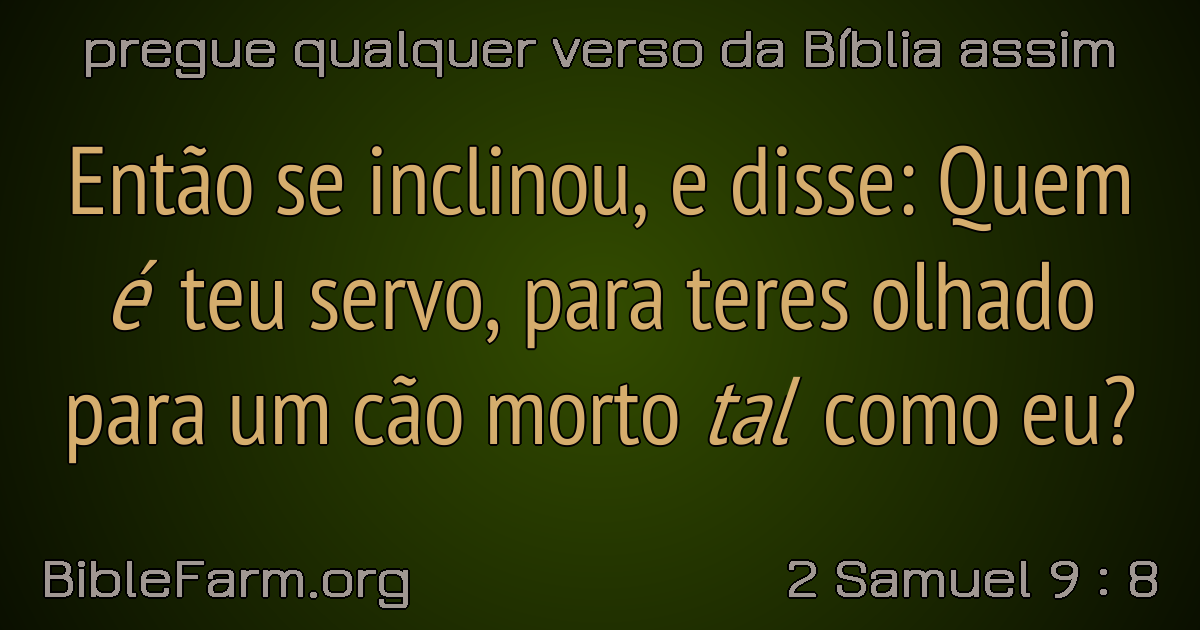 pregue qualquer verso da Bíblia assim
Então se inclinou, e disse: Quem
é teu servo, para teres olhado
para um cão morto tal como eu?
BibleFarm.org
2 Samuel 9 : 8